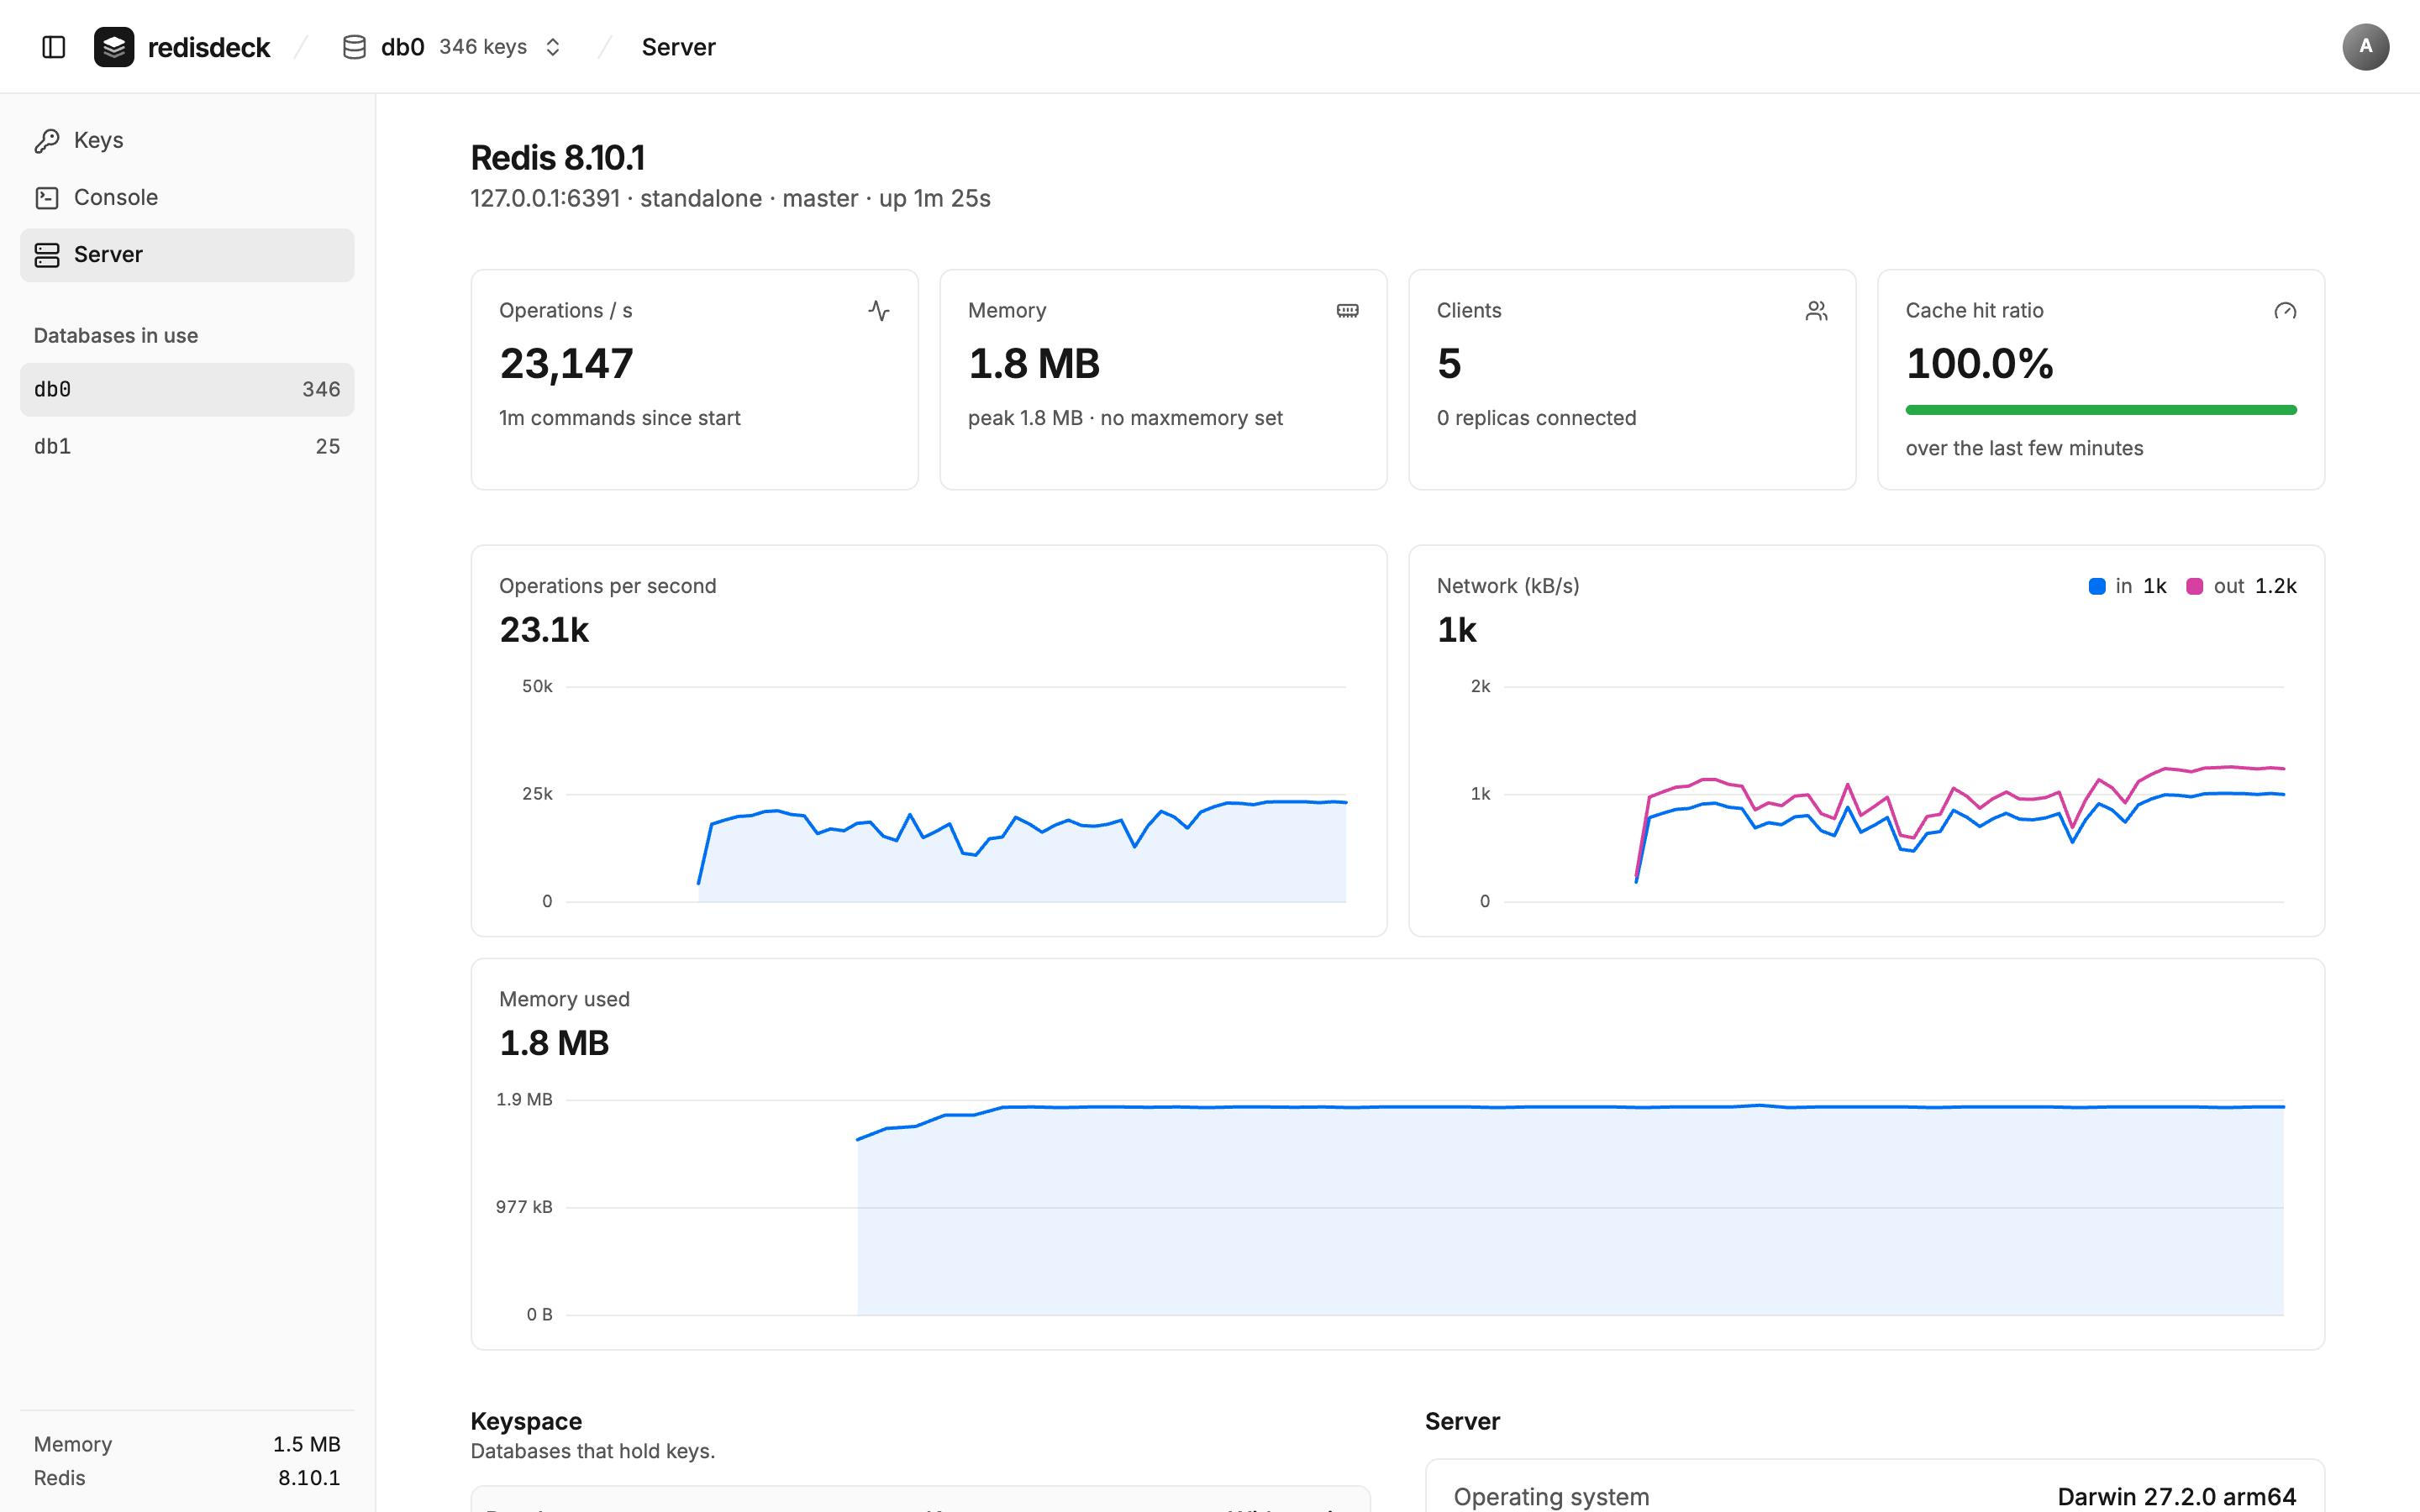 redisdeck
db0 346 keys
Server
A
Keys
Console
Server
Databases in use
db0 346
db1 25
Memory 1.5 MB
Redis 8.10.1
Redis 8.10.1
127.0.0.1:6391 · standalone · master · up 1m 25s
Operations / s
23,147
1m commands since start
Memory
1.8 MB
peak 1.8 MB · no maxmemory set
Clients
5
0 replicas connected
Cache hit ratio
100.0%
over the last few minutes
Operations per second
23.1k
50k
25k
0
Network (kB/s)
in 1k out 1.2k
1k
2k
1k
0
Memory used
1.8 MB
1.9 MB
977 kB
0 B
Keyspace
Databases that hold keys.
Server
Operating system Darwin 27.2.0 arm64